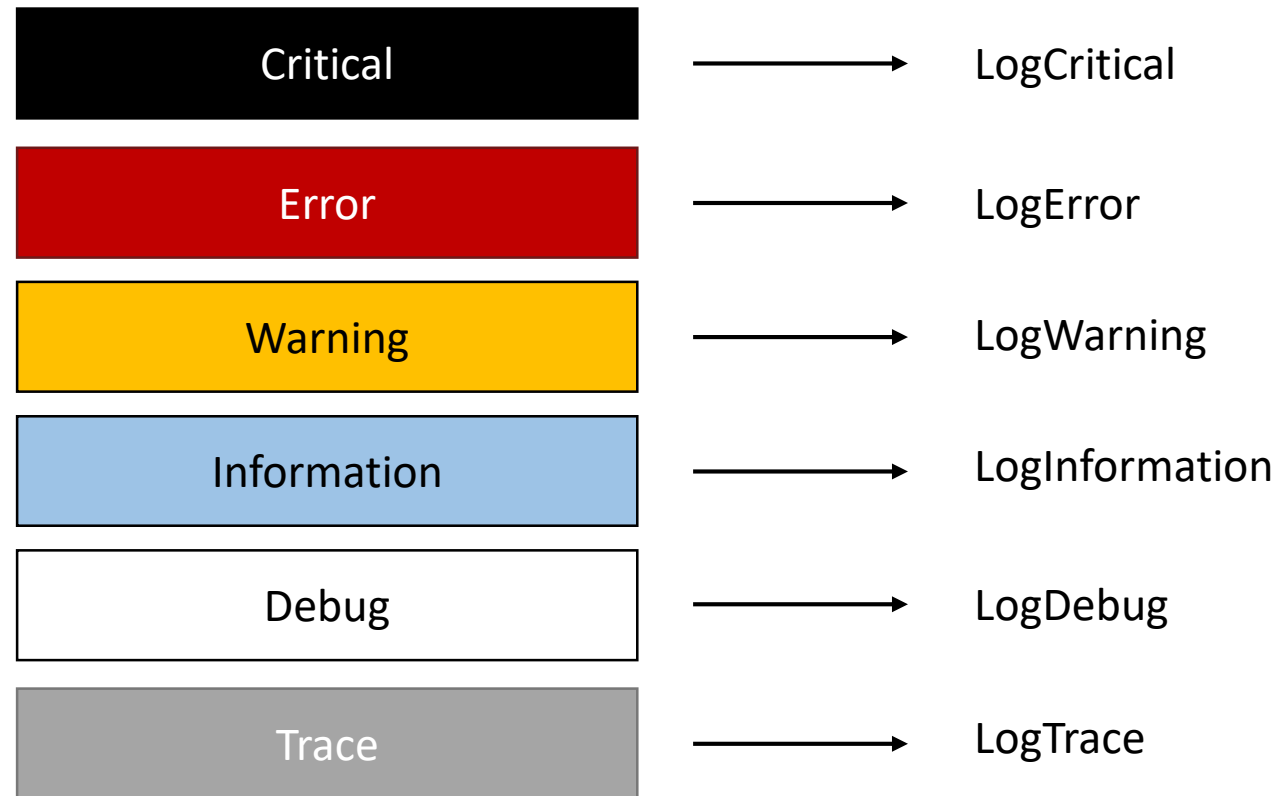 Critical
LogCritical
Error
LogError
Warning
LogWarning
Information
LogInformation
Debug
LogDebug
Trace
LogTrace